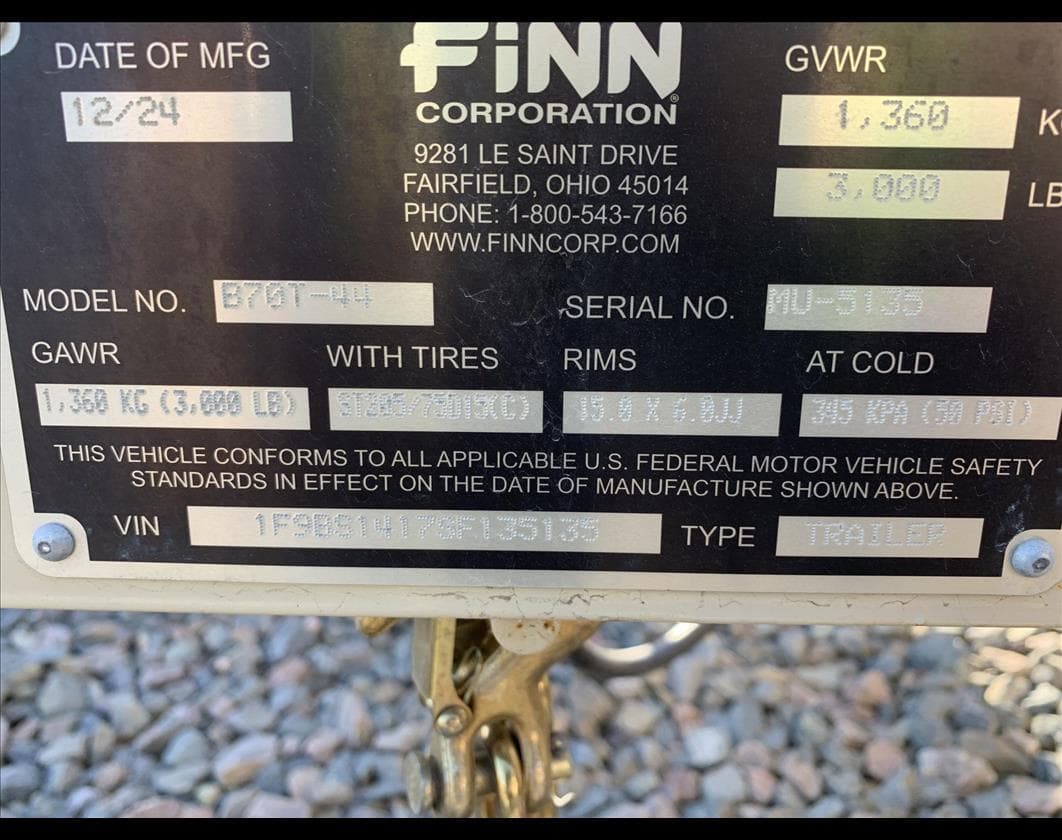 DATE OF MFG
12/24
FiNN
CORPORATION®
9281 LE SAINT DRIVE
FAIRFIELD, OHIO 45014
PHONE: 1-800-543-7166
WWW.FINNCORP.COM
GVWR
1,360 K
3,000 LB
MODEL NO. B70T-44 SERIAL NO. MU-5135
GAWR WITH TIRES RIMS AT COLD
1,360 KG (3,000 LB) ST205/75D15(C) 15.0 X 6.0JJ 345 KPA (50 PSI)
THIS VEHICLE CONFORMS TO ALL APPLICABLE U.S. FEDERAL MOTOR VEHICLE SAFETY
STANDARDS IN EFFECT ON THE DATE OF MANUFACTURE SHOWN ABOVE.
VIN 1F9BS1417SF135135 TYPE TRAILER